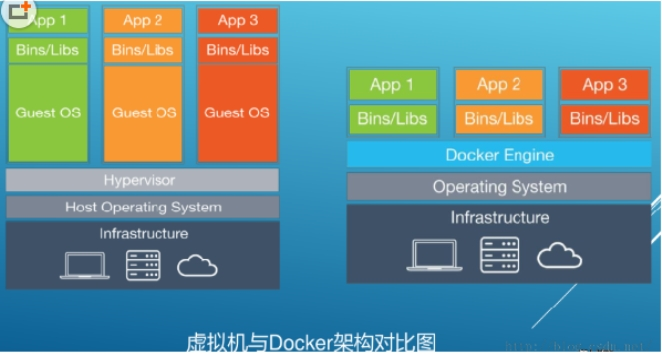 App 1
App 2
App 3
Bins/Libs
Bins/Libs
Bins/Libs
Guest OS
Guest OS
Guest OS
Hypervisor
Host Operating System
Infrastructure
App 1
App 2
App 3
Bins/Libs
Bins/Libs
Bins/Libs
Docker Engine
Operating System
Infrastructure
虚拟机与Docker架构对比图